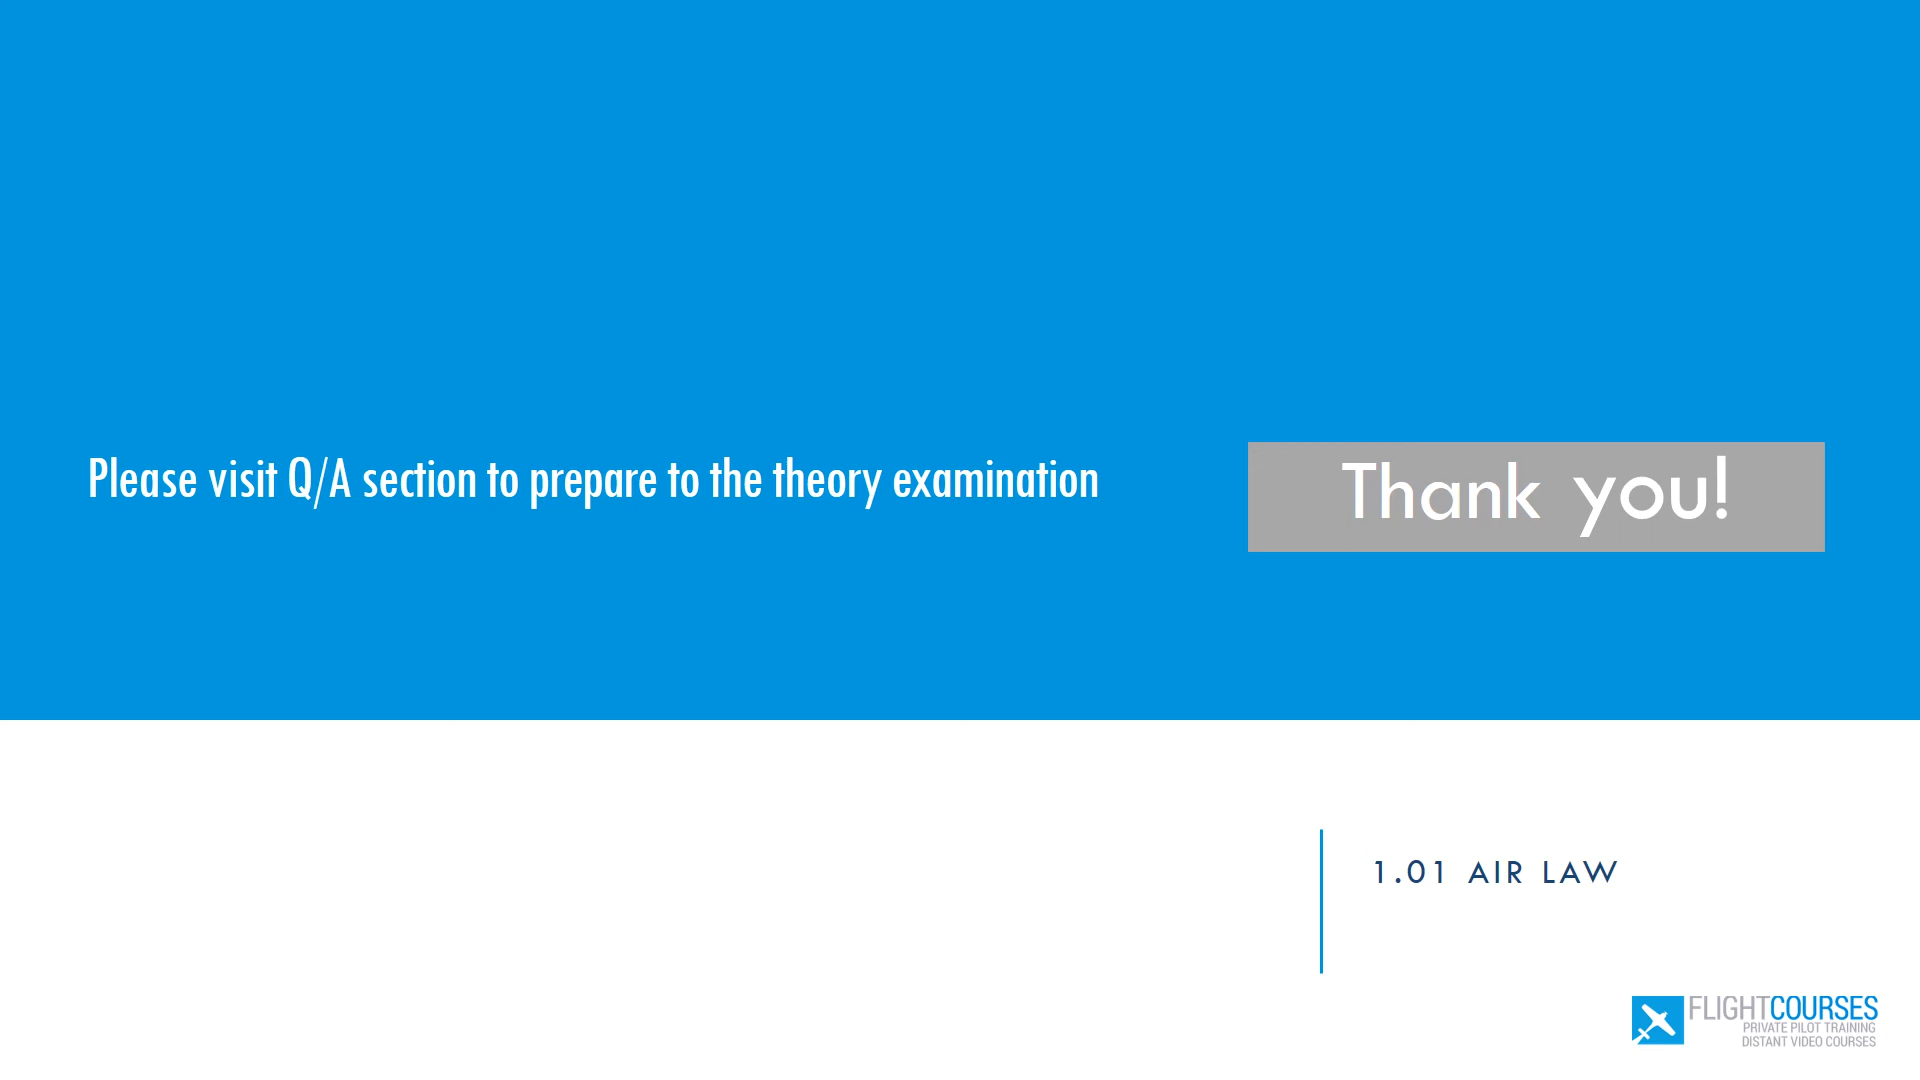 Please visit Q/A section to prepare to the theory examination
Thank you!
1.01 AIR LAW
FLIGHTCOURSES
PRIVATE PILOT TRAINING
DISTANT VIDEO COURSES